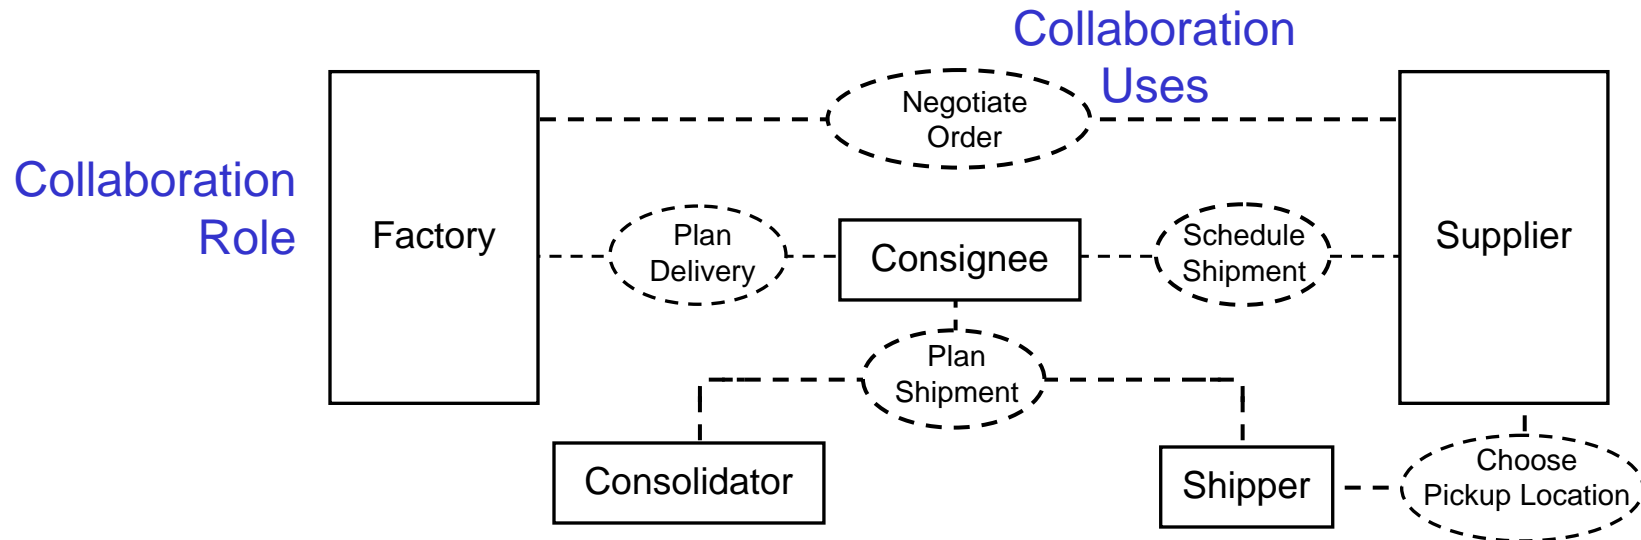 Collaboration
Uses
Negotiate
Order
Collaboration
Role
Factory
Plan
Delivery
Consignee
Schedule
Shipment
Supplier
Plan
Shipment
Consolidator
Shipper
Choose
Pickup Location